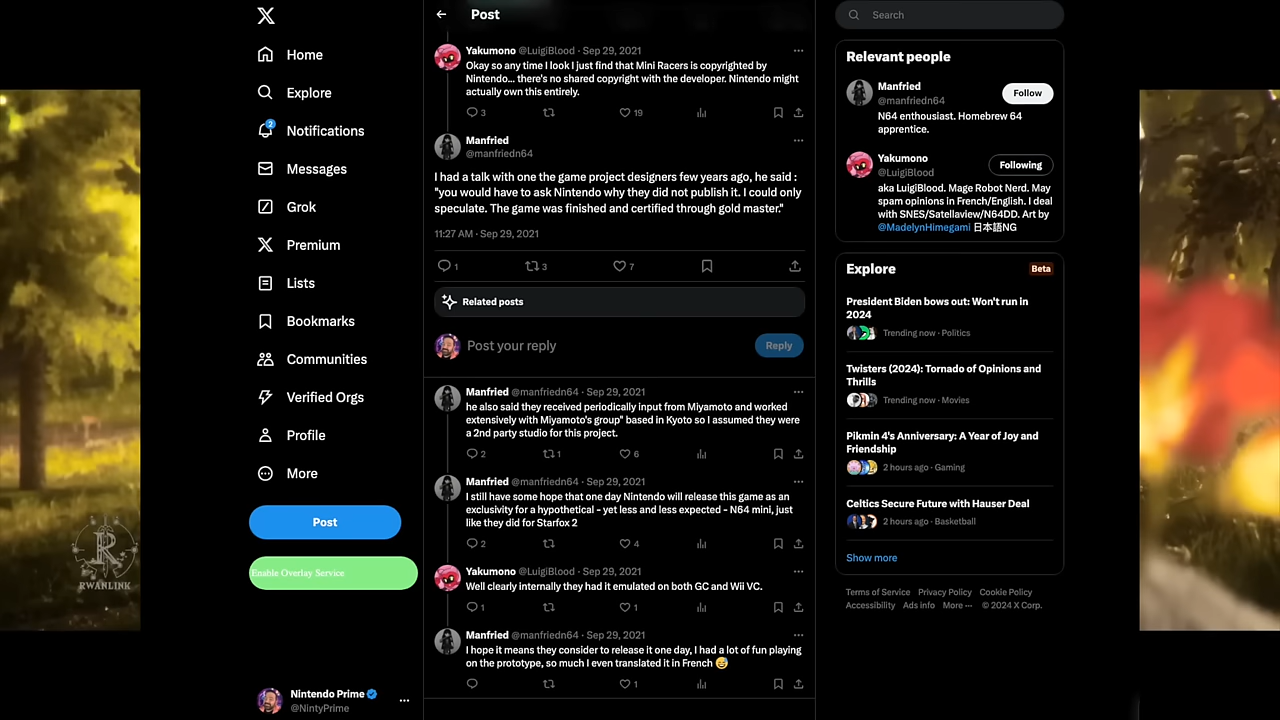 Home
Explore
2
Notifications
Messages
Grok
Premium
Lists
Bookmarks
Communities
Verified Orgs
Profile
More
Post
Enable Overlay Service
Nintendo Prime
@NintyPrime
Post
Yakumono @LuigiBlood · Sep 29, 2021
Okay so any time I look I just find that Mini Racers is copyrighted by
Nintendo... there's no shared copyright with the developer. Nintendo might
actually own this entirely.
3
19
Manfried
@manfriedn64
I had a talk with one the game project designers few years ago, he said :
"you would have to ask Nintendo why they did not publish it. I could only
speculate. The game was finished and certified through gold master."
11:27 AM · Sep 29, 2021
1
3
7
Related posts
Post your reply
Reply
Manfried @manfriedn64 · Sep 29, 2021
he also said they received periodically input from Miyamoto and worked
extensively with Miyamoto's group" based in Kyoto so I assumed they were
a 2nd party studio for this project.
2
1
6
Manfried @manfriedn64 · Sep 29, 2021
I still have some hope that one day Nintendo will release this game as an
exclusivity for a hypothetical - yet less and less expected - N64 mini, just
like they did for Starfox 2
2
4
Yakumono @LuigiBlood · Sep 29, 2021
Well clearly internally they had it emulated on both GC and Wii VC.
1
1
Manfried @manfriedn64 · Sep 29, 2021
I hope it means they consider to release it one day, I had a lot of fun playing
on the prototype, so much I even translated it in French 😅
1
Search
Relevant people
Manfried
@manfriedn64
Follow
N64 enthusiast. Homebrew 64
apprentice.
Yakumono
@LuigiBlood
Following
aka LuigiBlood. Mage Robot Nerd. May
spam opinions in French/English. I deal
with SNES/Satellaview/N64DD. Art by
@MadelynHimegami 日本語NG
Explore
Beta
President Biden bows out: Won't run in
2024
Trending now · Politics
Twisters (2024): Tornado of Opinions and
Thrills
Trending now · Movies
Pikmin 4's Anniversary: A Year of Joy and
Friendship
2 hours ago · Gaming
Celtics Secure Future with Hauser Deal
2 hours ago · Basketball
Show more
Terms of Service Privacy Policy Cookie Policy
Accessibility Ads info More ··· © 2024 X Corp.
R
RWANLINK